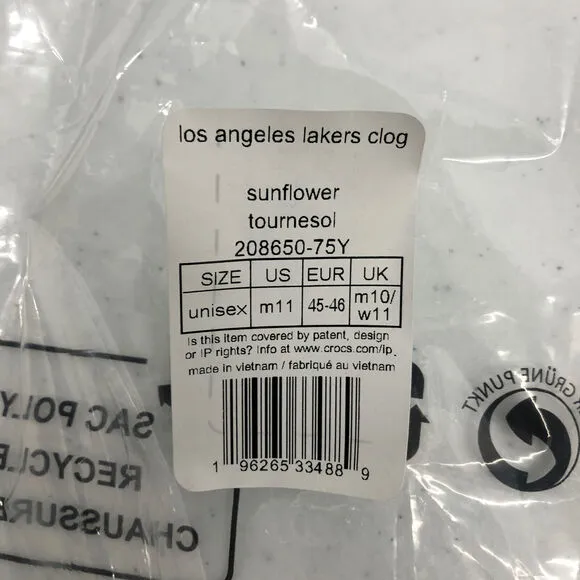 los angeles lakers clog
sunflower
tournesol
208650-75Y
SIZE US EUR UK
unisex m11 45-46 m10/
w11
Is this item covered by patent, design
or IP rights? Info at www.crocs.com/ip.
made in vietnam / fabriqué au vietnam
1 96265 33488 9
SAC POLY
RECYCLE
CHAUSSURE
GRÜNE PUNKT